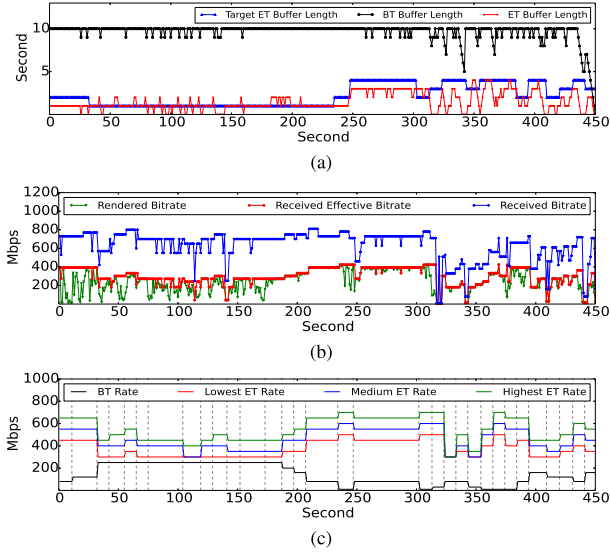 Target ET Buffer Length BT Buffer Length ET Buffer Length
10
5
Second
0 50 100 150 200 250 300 350 400 450
Second
(a)
1200
1000
800
600
400
200
Mbps
Rendered Bitrate Received Effective Bitrate Received Bitrate
0 50 100 150 200 250 300 350 400 450
Second
(b)
1000
800
600
400
200
Mbps
BT Rate Lowest ET Rate Medium ET Rate Highest ET Rate
0 50 100 150 200 250 300 350 400 450
Second
(c)